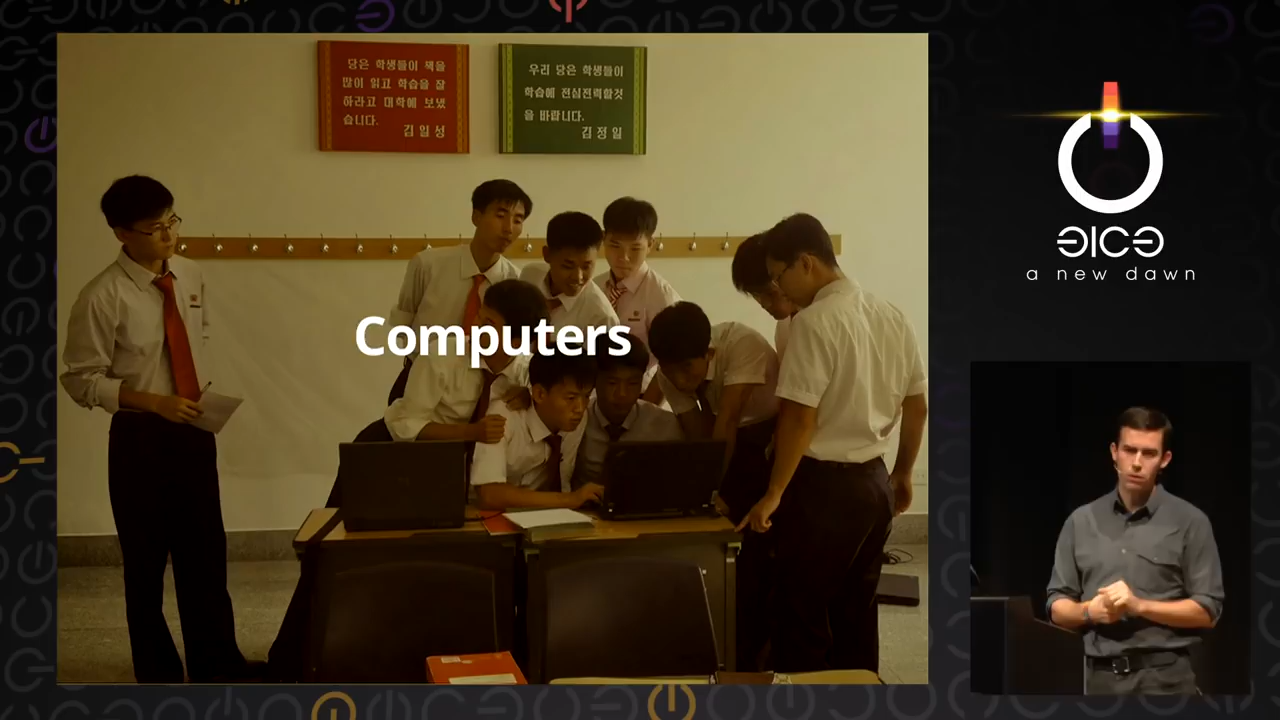 당은 학생들이 책을
많이 읽고 학습을 잘
하라고 대학에 보냈
습니다.
김일성
우리 당은 학생들이
학습에 전심전력할것
을 바랍니다.
김정일
Computers
31C3
a new dawn